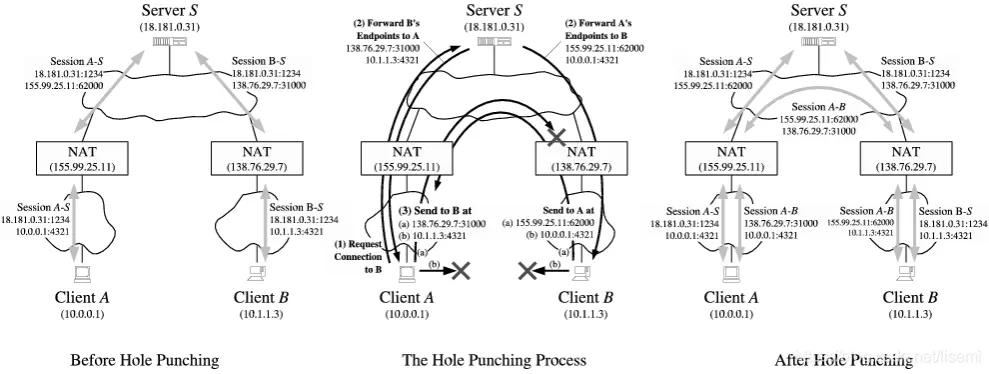 Server S
(18.181.0.31)
Session A-S
18.181.0.31:1234
155.99.25.11:62000
Session B-S
18.181.0.31:1234
138.76.29.7:31000
NAT
(155.99.25.11)
NAT
(138.76.29.7)
Session A-S
18.181.0.31:1234
10.0.0.1:4321
Session B-S
18.181.0.31:1234
10.1.1.3:4321
Client A
(10.0.0.1)
Client B
(10.1.1.3)
Before Hole Punching
Server S
(18.181.0.31)
(2) Forward B's
Endpoints to A
138.76.29.7:31000
10.1.1.3:4321
(2) Forward A's
Endpoints to B
155.99.25.11:62000
10.0.0.1:4321
NAT
(155.99.25.11)
NAT
(138.76.29.7)
(3) Send to B at
(a) 138.76.29.7:31000
(b) 10.1.1.3:4321
Send to A at
(a) 155.99.25.11:62000
(b) 10.0.0.1:4321
(1) Request
Connection
to B
(a)
(b)
(a)
(b)
Client A
(10.0.0.1)
Client B
(10.1.1.3)
The Hole Punching Process
Server S
(18.181.0.31)
Session A-S
18.181.0.31:1234
155.99.25.11:62000
Session B-S
18.181.0.31:1234
138.76.29.7:31000
Session A-B
155.99.25.11:62000
138.76.29.7:31000
NAT
(155.99.25.11)
NAT
(138.76.29.7)
Session A-S
18.181.0.31:1234
10.0.0.1:4321
Session A-B
138.76.29.7:31000
10.0.0.1:4321
Session A-B
155.99.25.11:62000
10.1.1.3:4321
Session B-S
18.181.0.31:1234
10.1.1.3:4321
Client A
(10.0.0.1)
Client B
(10.1.1.3)
After Hole Punching